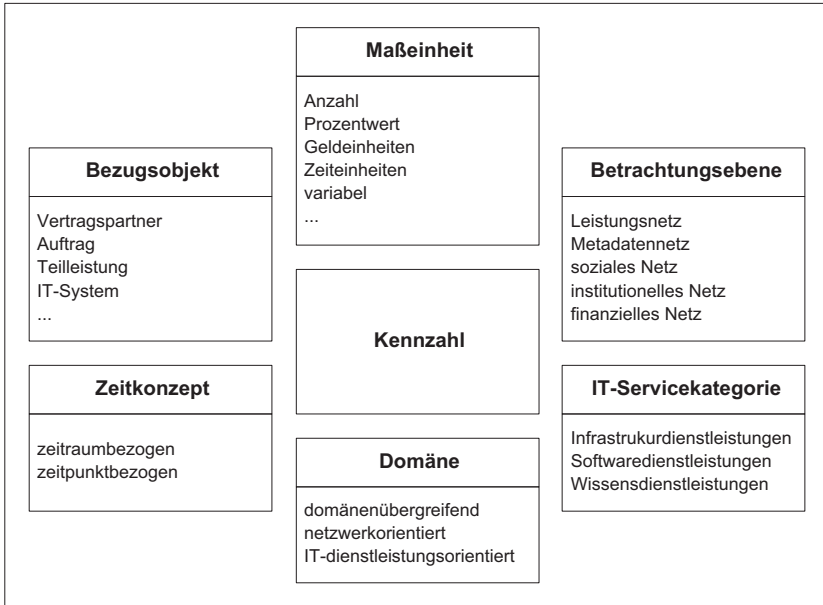 Maßeinheit
Anzahl
Prozentwert
Geldeinheiten
Zeiteinheiten
variabel
...
Bezugsobjekt
Vertragspartner
Auftrag
Teilleistung
IT-System
...
Betrachtungsebene
Leistungsnetz
Metadatennetz
soziales Netz
institutionelles Netz
finanzielles Netz
Kennzahl
Zeitkonzept
zeitraumbezogen
zeitpunktbezogen
Domäne
domänenübergreifend
netzwerkorientiert
IT-dienstleistungsorientiert
IT-Servicekategorie
Infrastrukurdienstleistungen
Softwaredienstleistungen
Wissensdienstleistungen